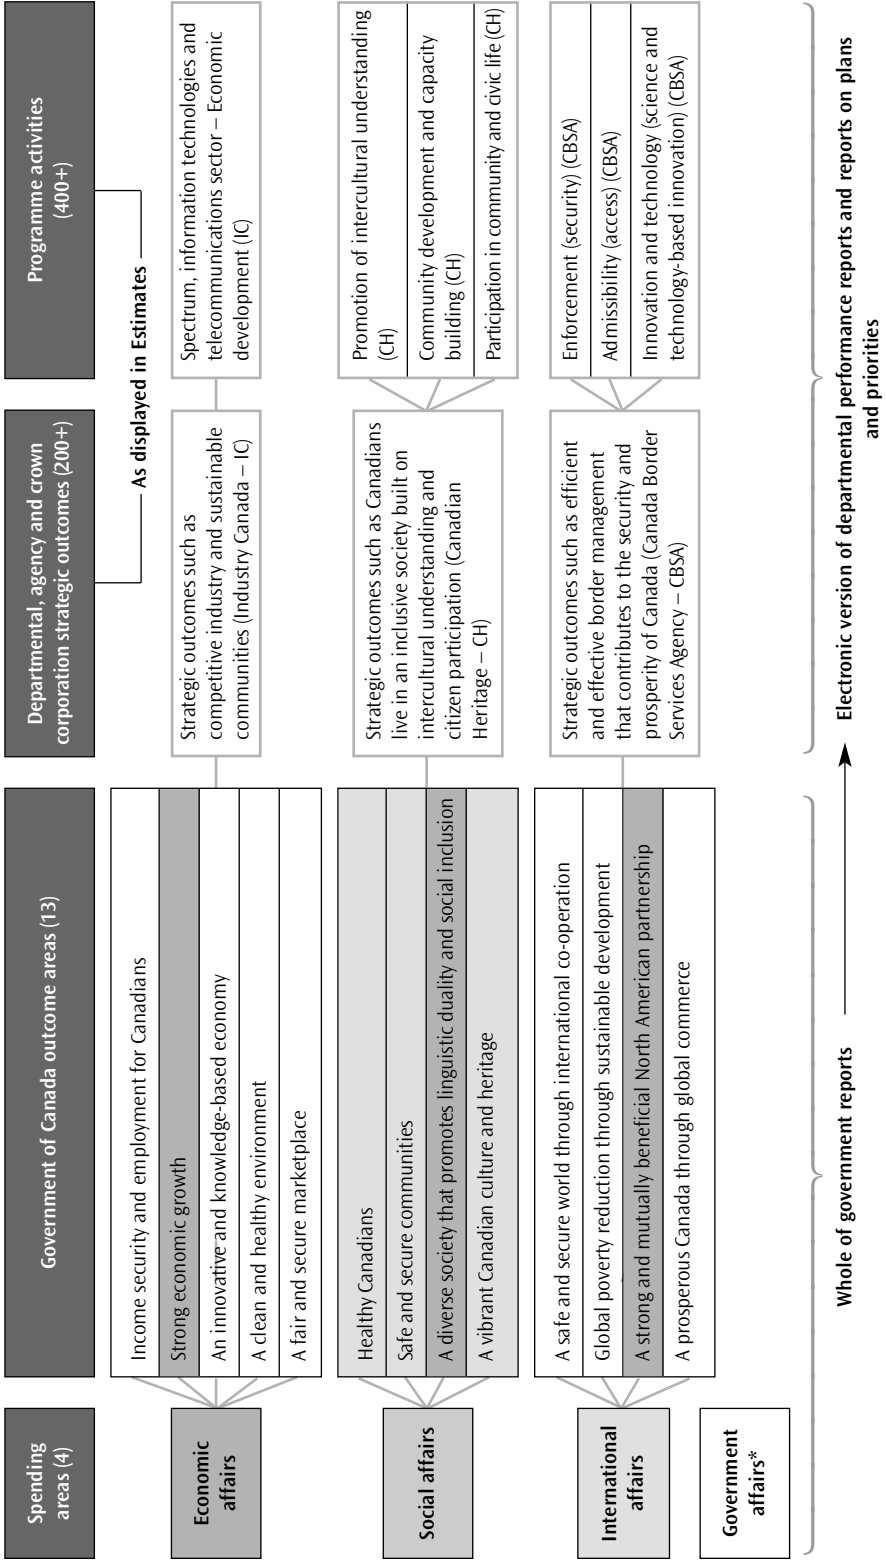 Spending
areas (4)
Government of Canada outcome areas (13)
Departmental, agency and crown
corporation strategic outcomes (200+)
Programme activities
(400+)
As displayed in Estimates
Economic
affairs
Income security and employment for Canadians
Strong economic growth
An innovative and knowledge-based economy
A clean and healthy environment
A fair and secure marketplace
Strategic outcomes such as
competitive industry and sustainable
communities (Industry Canada – IC)
Spectrum, information technologies and
telecommunications sector – Economic
development (IC)
Social affairs
Healthy Canadians
Safe and secure communities
A diverse society that promotes linguistic duality and social inclusion
A vibrant Canadian culture and heritage
Strategic outcomes such as Canadians
live in an inclusive society built on
intercultural understanding and
citizen participation (Canadian
Heritage – CH)
Promotion of intercultural understanding
(CH)
Community development and capacity
building (CH)
Participation in community and civic life (CH)
International
affairs
A safe and secure world through international co-operation
Global poverty reduction through sustainable development
A strong and mutually beneficial North American partnership
A prosperous Canada through global commerce
Strategic outcomes such as efficient
and effective border management
that contributes to the security and
prosperity of Canada (Canada Border
Services Agency – CBSA)
Enforcement (security) (CBSA)
Admissibility (access) (CBSA)
Innovation and technology (science and
technology-based innovation) (CBSA)
Government
affairs*
Whole of government reports
Electronic version of departmental performance reports and reports on plans
and priorities